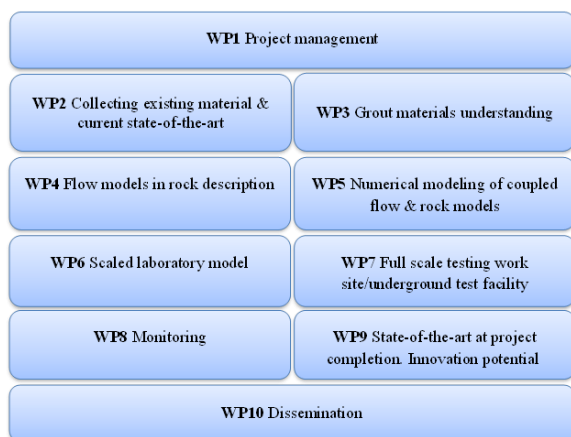 WP1 Project management
WP2 Collecting existing material &
current state-of-the-art
WP3 Grout materials understanding
WP4 Flow models in rock description
WP5 Numerical modeling of coupled
flow & rock models
WP6 Scaled laboratory model
WP7 Full scale testing work
site/underground test facility
WP8 Monitoring
WP9 State-of-the-art at project
completion. Innovation potential
WP10 Dissemination